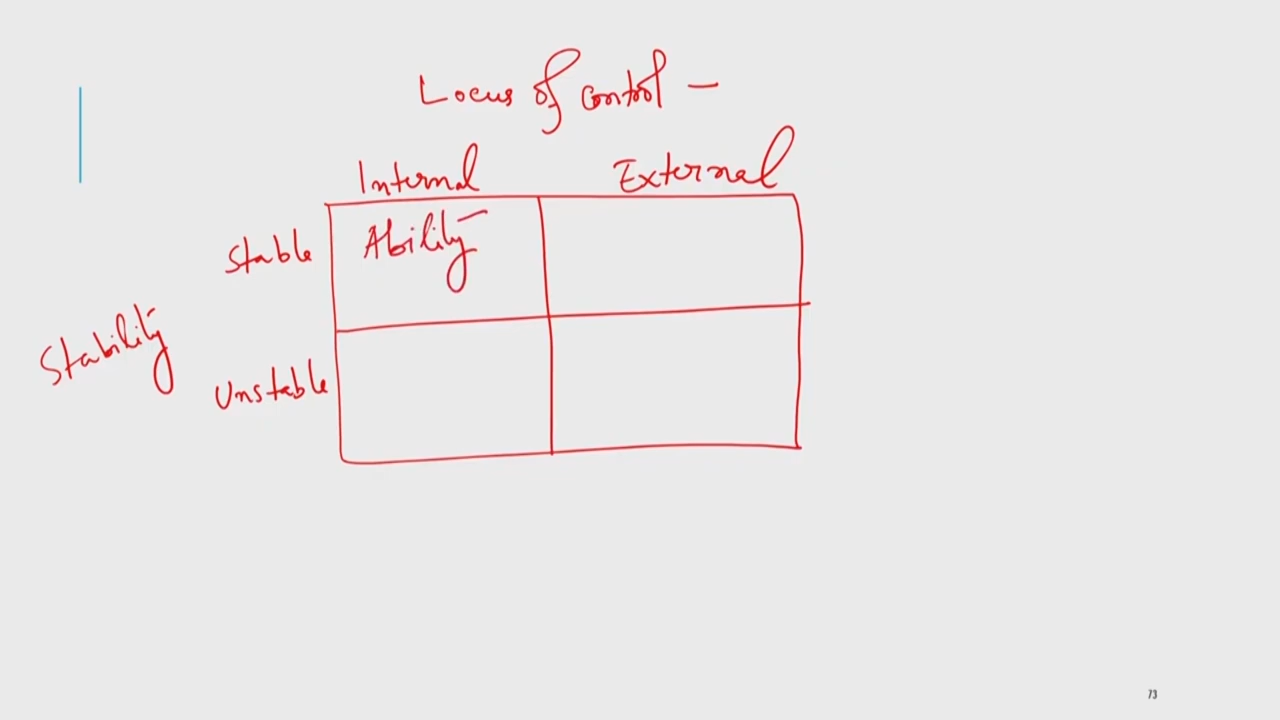 Locus of control -
Internal External
Stable Ability
Stability
Unstable
73